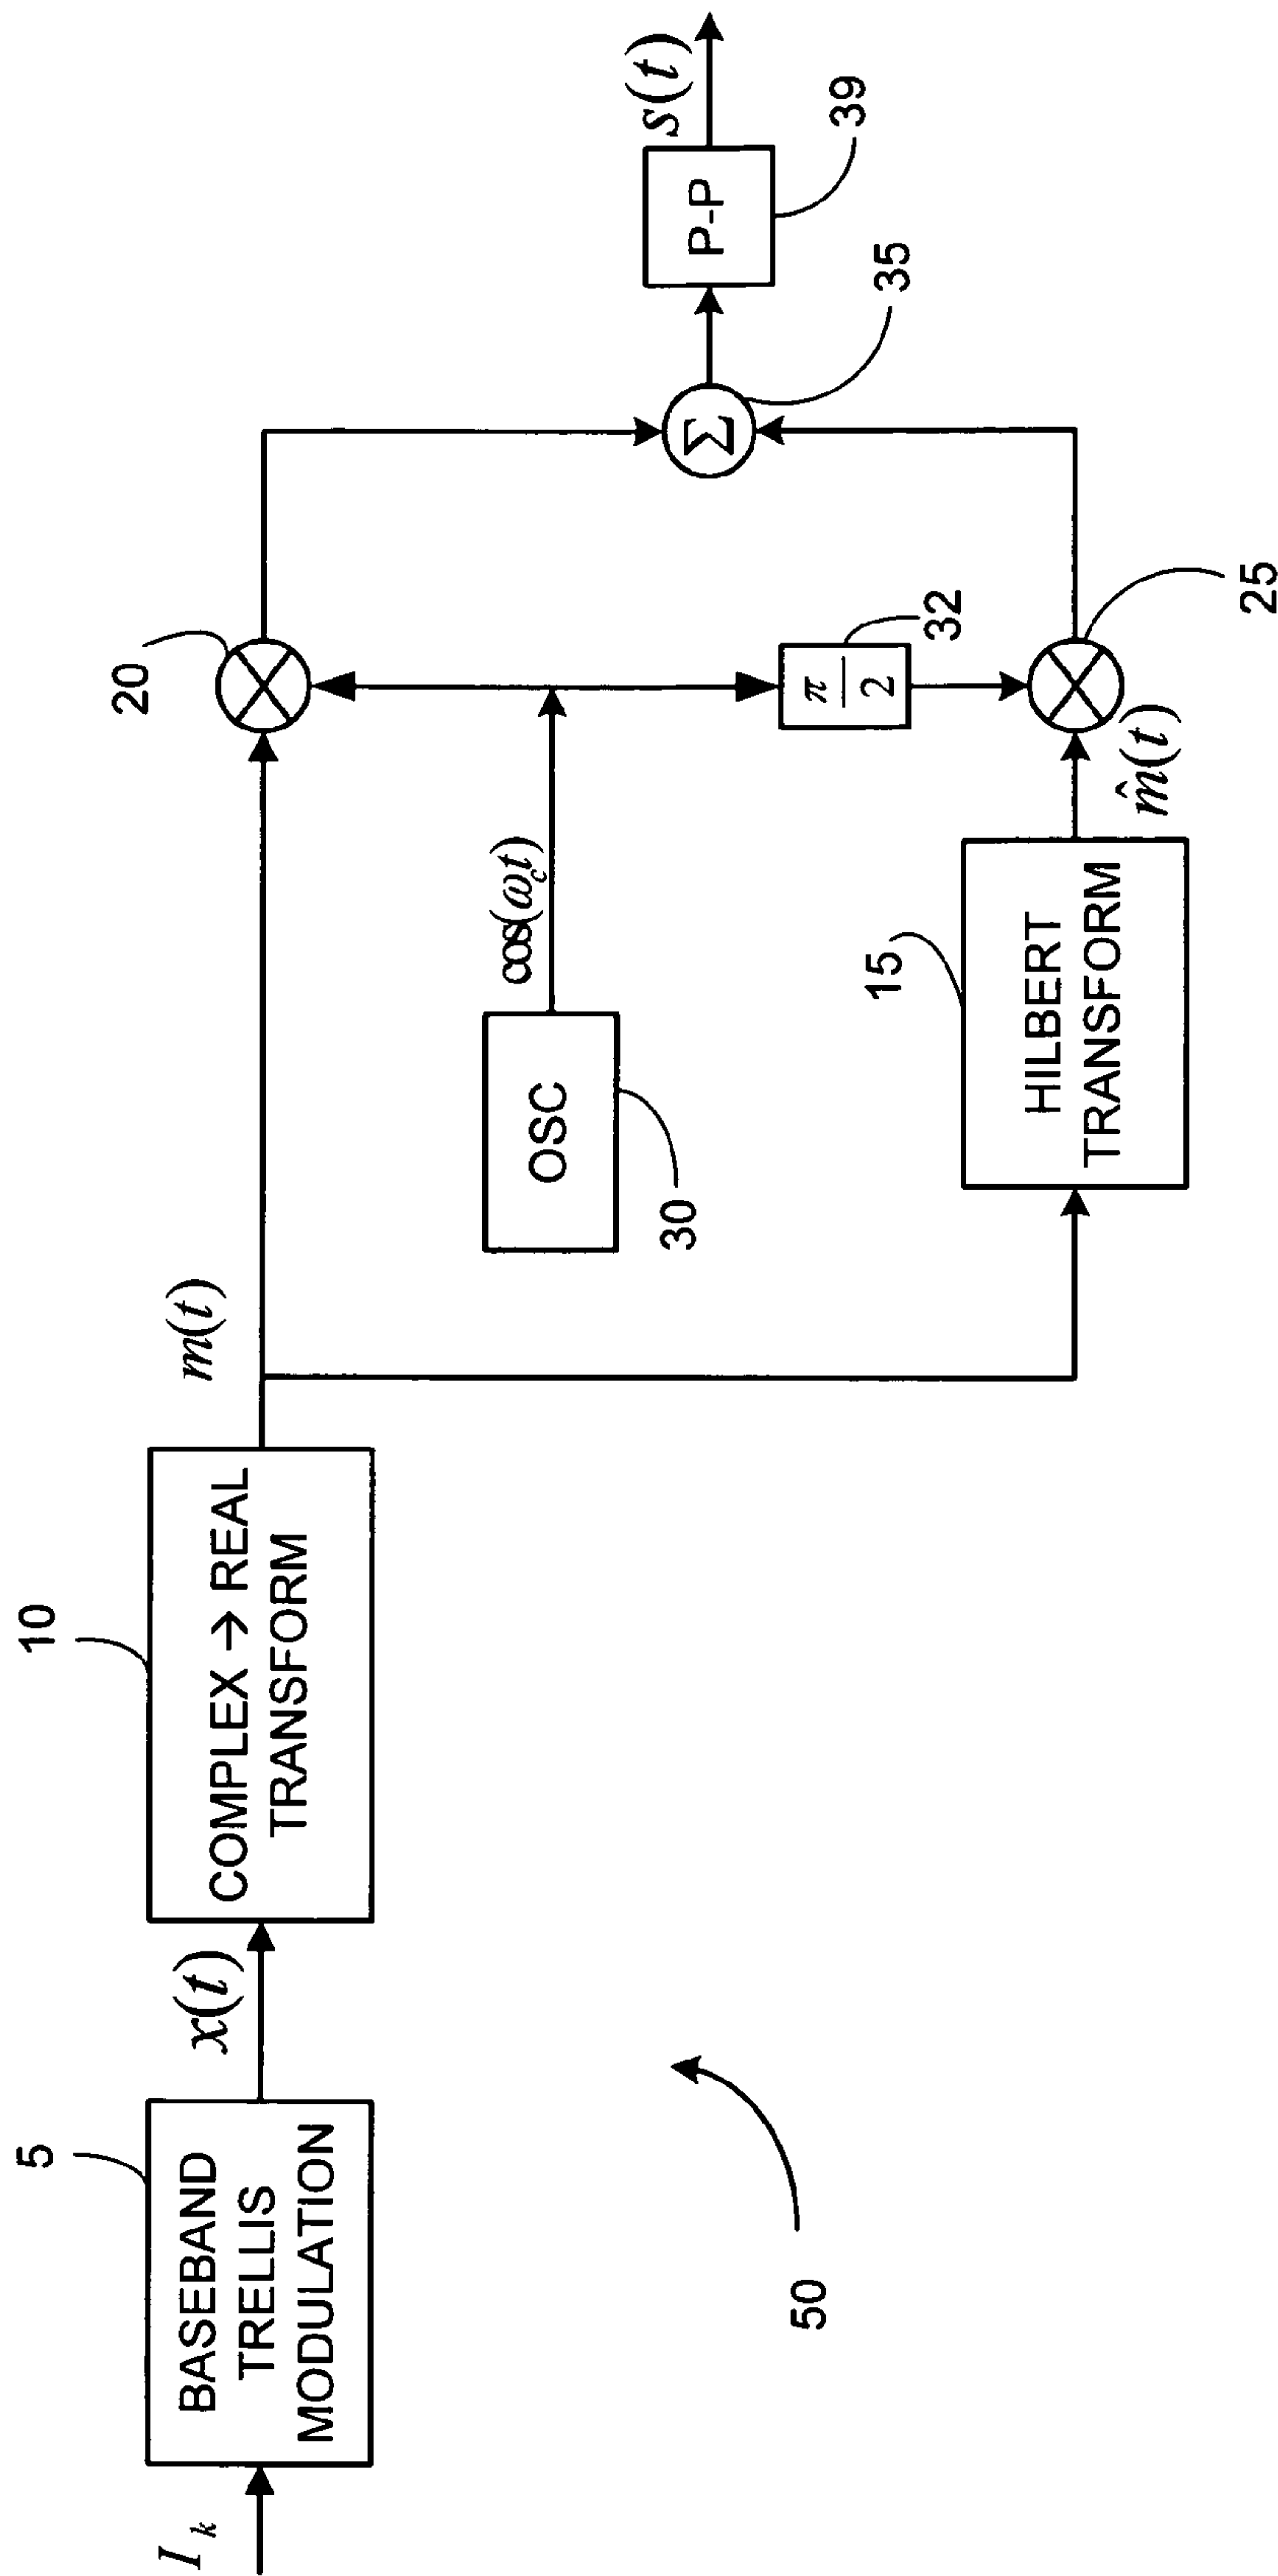 I_k
5
BASEBAND
TRELLIS
MODULATION
x(t)
10
COMPLEX → REAL
TRANSFORM
m(t)
20
OSC
30
cos(ω_c t)
15
HILBERT
TRANSFORM
m̂(t)
π
2
32
25
Σ
35
P-P
39
s(t)
50